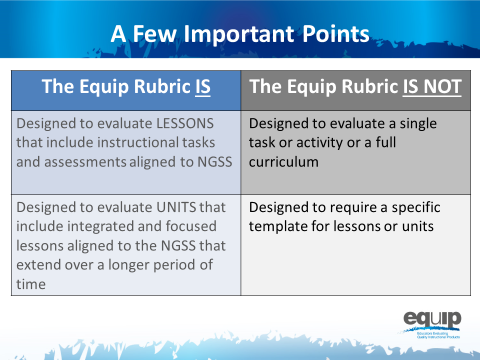 A Few Important Points
The Equip Rubric IS
The Equip Rubric IS NOT
Designed to evaluate LESSONS
that include instructional tasks
and assessments aligned to NGSS
Designed to evaluate a single
task or activity or a full
curriculum
Designed to evaluate UNITS that
include integrated and focused
lessons aligned to the NGSS that
extend over a longer period of
time
Designed to require a specific
template for lessons or units
equip
Educators Evaluating
Quality Instructional Products